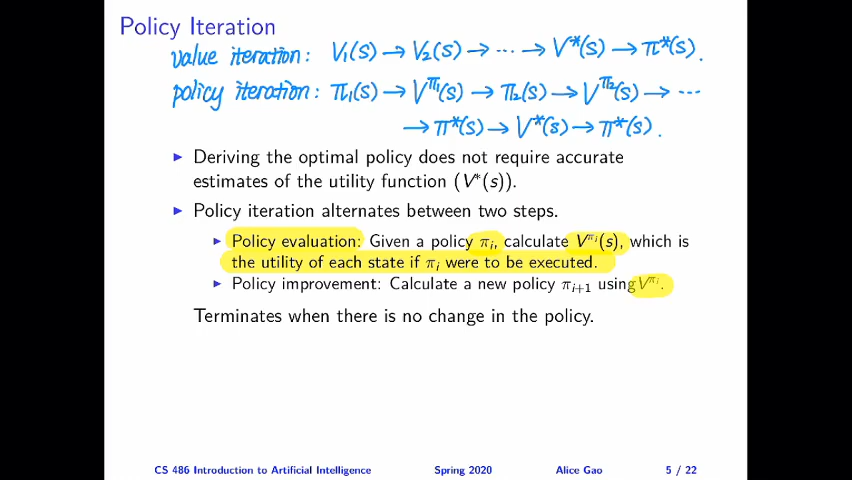 Policy Iteration
value iteration: V₁(s) → V₂(s) → ⋯ → V*(s) → π*(s).
policy iteration: π₁(s) → V^π₁(s) → π₂(s) → V^π₂(s) → ⋯
→ π*(s) → V*(s) → π*(s).
▶ Deriving the optimal policy does not require accurate
estimates of the utility function (V*(s)).
▶ Policy iteration alternates between two steps.
▶ Policy evaluation: Given a policy πᵢ, calculate V^πᵢ(s), which is
the utility of each state if πᵢ were to be executed.
▶ Policy improvement: Calculate a new policy πᵢ₊₁ using V^πᵢ.
Terminates when there is no change in the policy.
CS 486 Introduction to Artificial Intelligence Spring 2020 Alice Gao 5 / 22